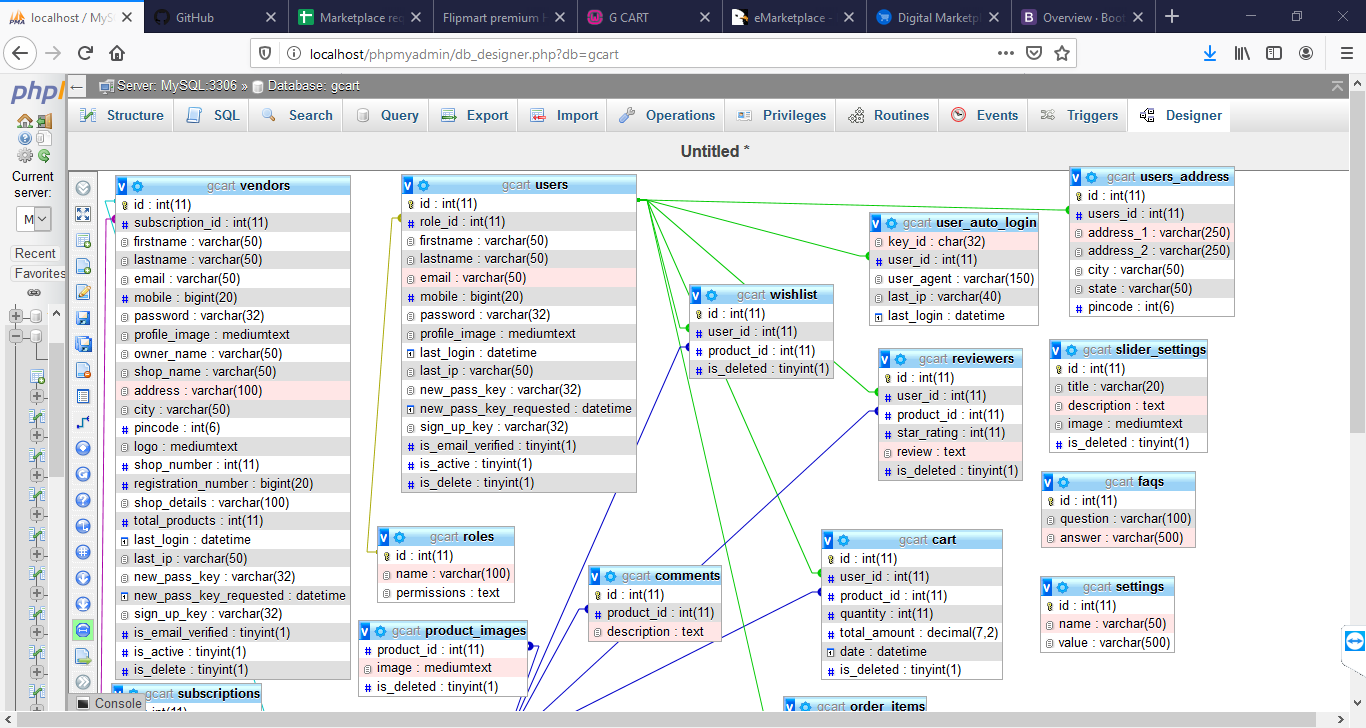 localhost / MyS
GitHub
Marketplace req
Flipmart premium H
G CART
eMarketplace -
Digital Marketpl
Overview · Boot
localhost/phpmyadmin/db_designer.php?db=gcart
php
Server: MySQL:3306 » Database: gcart
Structure
SQL
Search
Query
Export
Import
Operations
Privileges
Routines
Events
Triggers
Designer
Untitled *
Current
server:
M
Recent
Favorites
gcart vendors
id : int(11)
subscription_id : int(11)
firstname : varchar(50)
lastname : varchar(50)
email : varchar(50)
mobile : bigint(20)
password : varchar(32)
profile_image : mediumtext
owner_name : varchar(50)
shop_name : varchar(50)
address : varchar(100)
city : varchar(50)
pincode : int(6)
logo : mediumtext
shop_number : int(11)
registration_number : bigint(20)
shop_details : varchar(100)
total_products : int(11)
last_login : datetime
last_ip : varchar(50)
new_pass_key : varchar(32)
new_pass_key_requested : datetime
sign_up_key : varchar(32)
is_email_verified : tinyint(1)
is_active : tinyint(1)
is_delete : tinyint(1)
gcart subscriptions
Console
gcart users
id : int(11)
role_id : int(11)
firstname : varchar(50)
lastname : varchar(50)
email : varchar(50)
mobile : bigint(20)
password : varchar(32)
profile_image : mediumtext
last_login : datetime
last_ip : varchar(50)
new_pass_key : varchar(32)
new_pass_key_requested : datetime
sign_up_key : varchar(32)
is_email_verified : tinyint(1)
is_active : tinyint(1)
is_delete : tinyint(1)
gcart roles
id : int(11)
name : varchar(100)
permissions : text
gcart product_images
product_id : int(11)
image : mediumtext
is_deleted : tinyint(1)
gcart comments
id : int(11)
product_id : int(11)
description : text
gcart wishlist
id : int(11)
user_id : int(11)
product_id : int(11)
is_deleted : tinyint(1)
gcart user_auto_login
key_id : char(32)
user_id : int(11)
user_agent : varchar(150)
last_ip : varchar(40)
last_login : datetime
gcart reviewers
id : int(11)
user_id : int(11)
product_id : int(11)
star_rating : int(11)
review : text
is_deleted : tinyint(1)
gcart cart
id : int(11)
user_id : int(11)
product_id : int(11)
quantity : int(11)
total_amount : decimal(7,2)
date : datetime
is_deleted : tinyint(1)
gcart order_items
gcart users_address
id : int(11)
users_id : int(11)
address_1 : varchar(250)
address_2 : varchar(250)
city : varchar(50)
state : varchar(50)
pincode : int(6)
gcart slider_settings
id : int(11)
title : varchar(20)
description : text
image : mediumtext
is_deleted : tinyint(1)
gcart faqs
id : int(11)
question : varchar(100)
answer : varchar(500)
gcart settings
id : int(11)
name : varchar(50)
value : varchar(500)